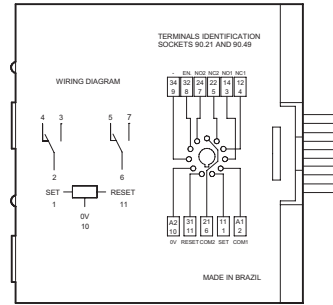 TERMINALS IDENTIFICATION
SOCKETS 90.21 AND 90.49
- EN. NO2 NC2 NO1 NC1
34 32 24 22 14 12
9 8 7 5 3 4
WIRING DIAGRAM
4 3 5 7
2 6
SET RESET
1 11
0V
10
A2 31 21 11 A1
10 11 6 1 2
0V RESET COM2 SET COM1
MADE IN BRAZIL